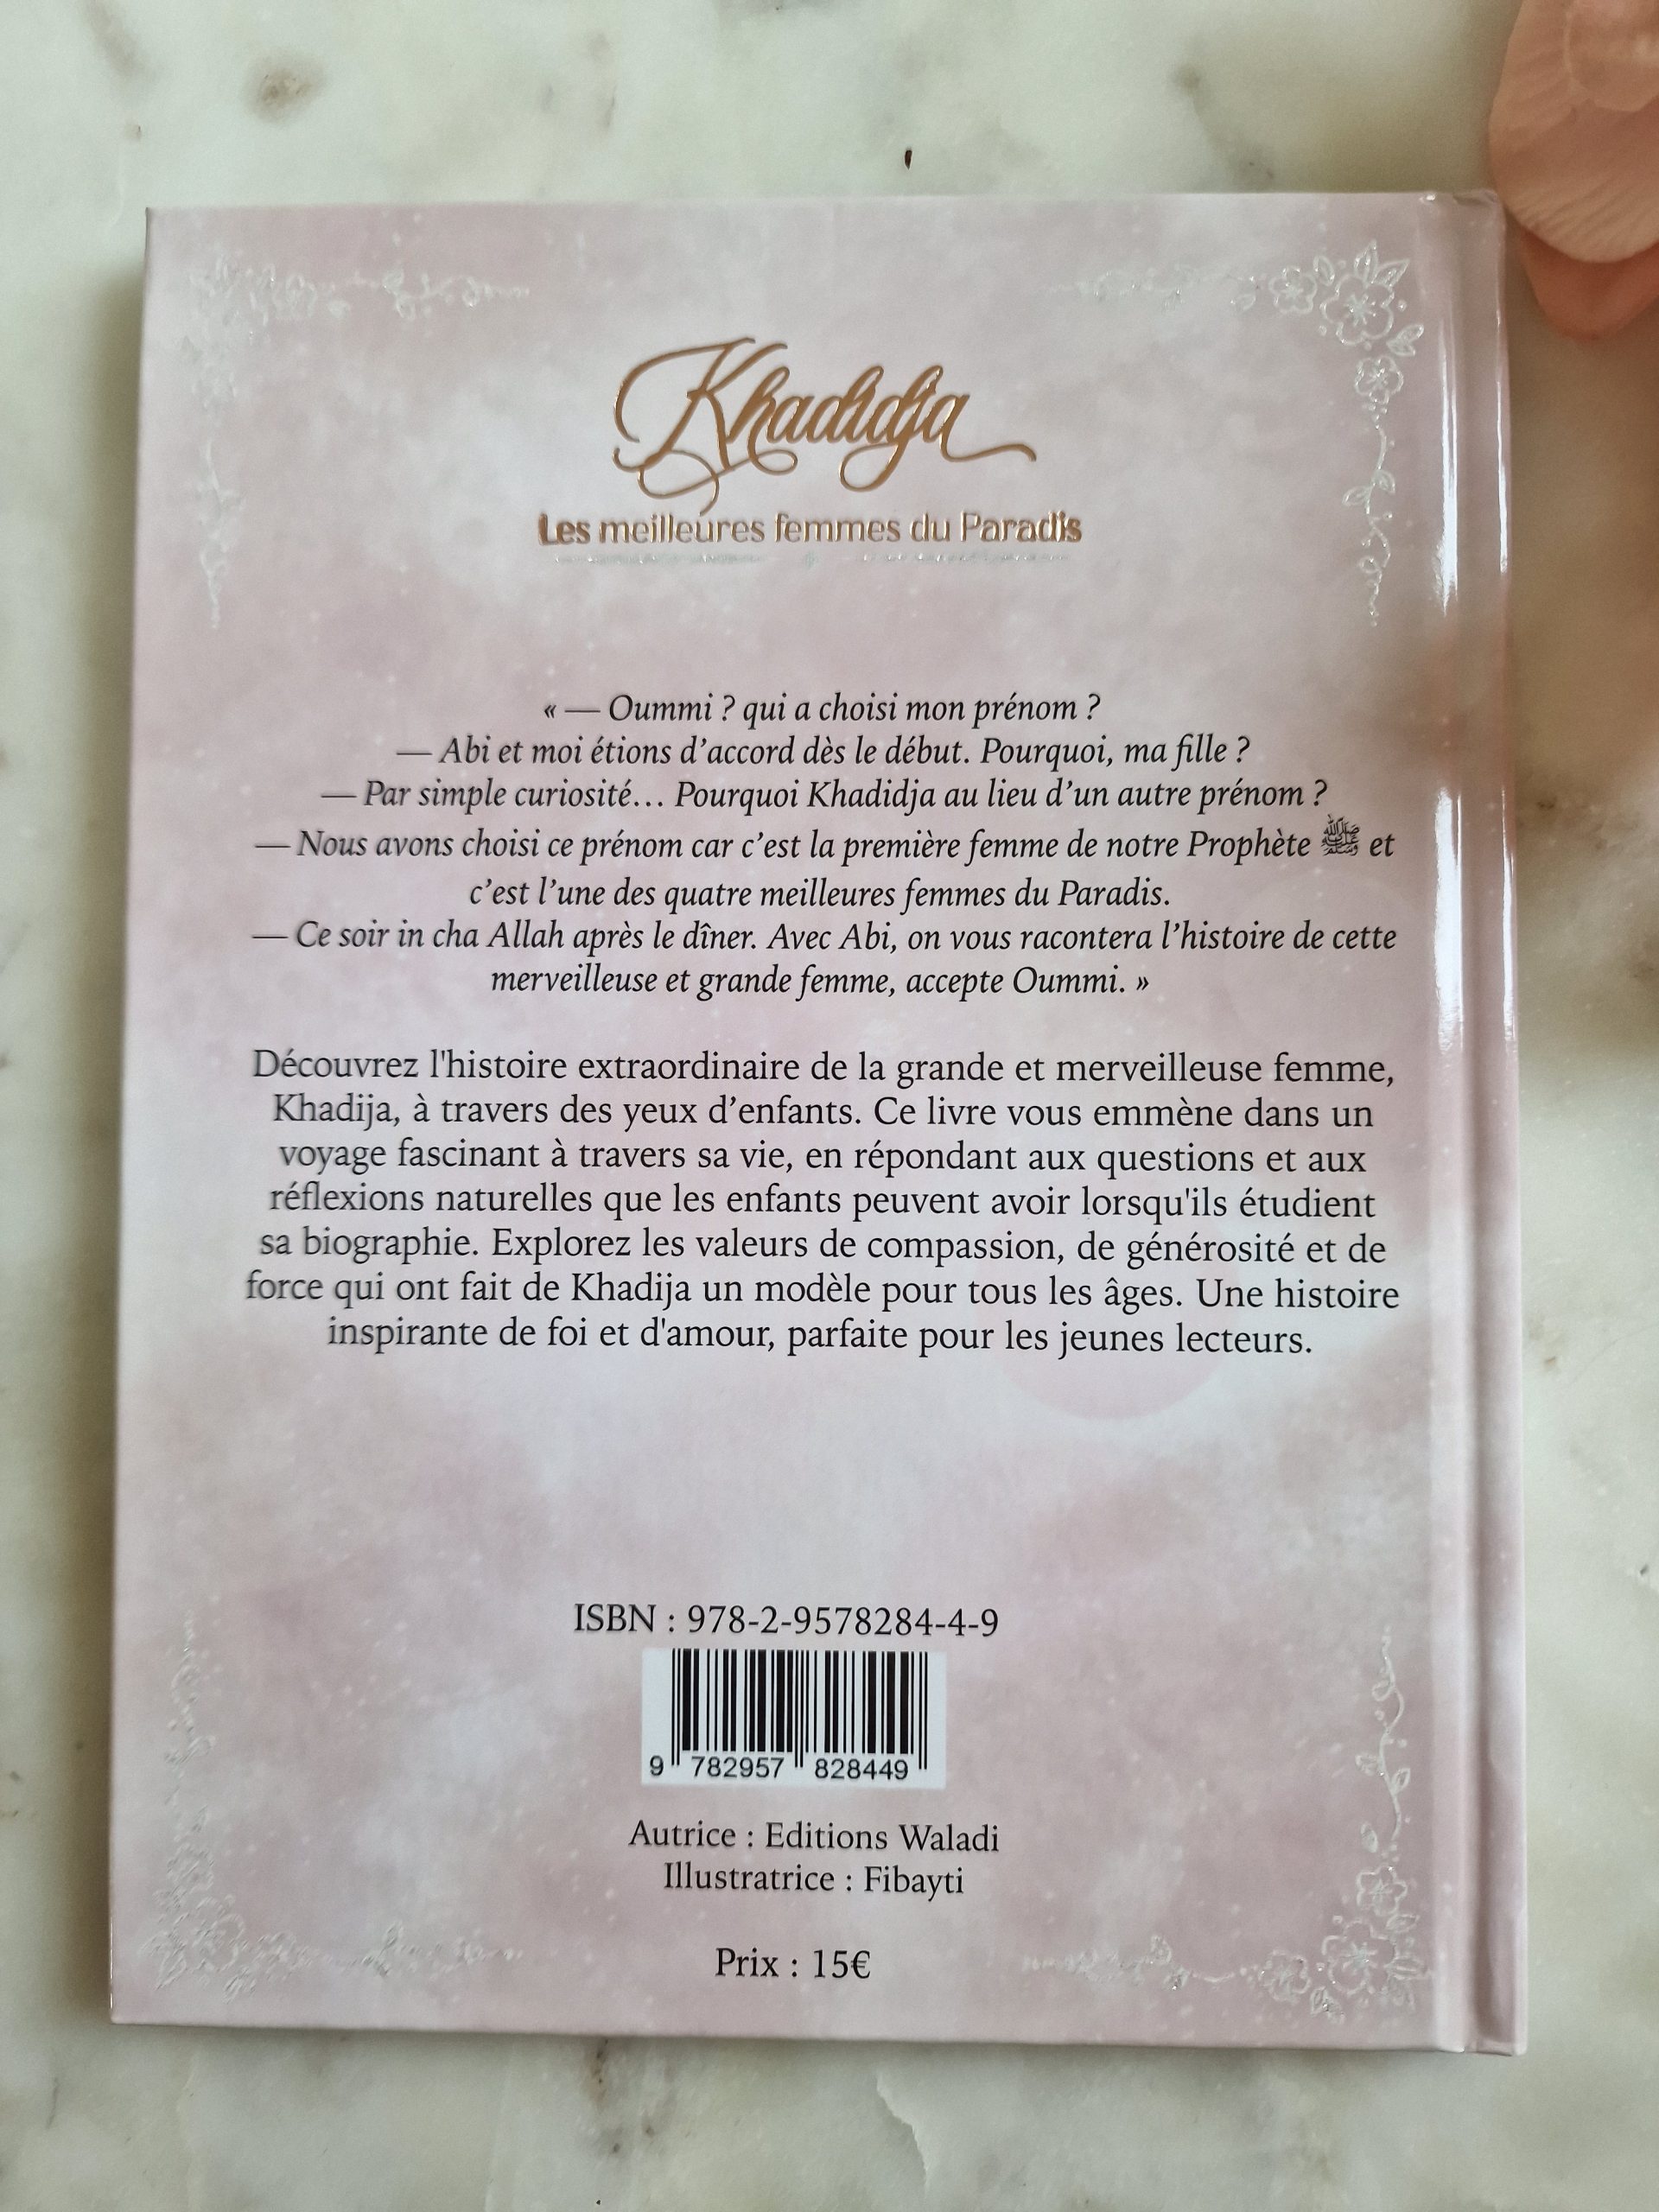 Khadidja
Les meilleures femmes du Paradis
« — Oummi ? qui a choisi mon prénom ?
— Abi et moi étions d’accord dès le début. Pourquoi, ma fille ?
— Par simple curiosité… Pourquoi Khadidja au lieu d’un autre prénom ?
— Nous avons choisi ce prénom car c’est la première femme de notre Prophète ﷺ et
c’est l’une des quatre meilleures femmes du Paradis.
— Ce soir in cha Allah après le dîner. Avec Abi, on vous racontera l’histoire de cette
merveilleuse et grande femme, accepte Oummi. »
Découvrez l'histoire extraordinaire de la grande et merveilleuse femme,
Khadija, à travers des yeux d’enfants. Ce livre vous emmène dans un
voyage fascinant à travers sa vie, en répondant aux questions et aux
réflexions naturelles que les enfants peuvent avoir lorsqu'ils étudient
sa biographie. Explorez les valeurs de compassion, de générosité et de
force qui ont fait de Khadija un modèle pour tous les âges. Une histoire
inspirante de foi et d'amour, parfaite pour les jeunes lecteurs.
ISBN : 978-2-9578284-4-9
9 782957 828449
Autrice : Editions Waladi
Illustratrice : Fibayti
Prix : 15€